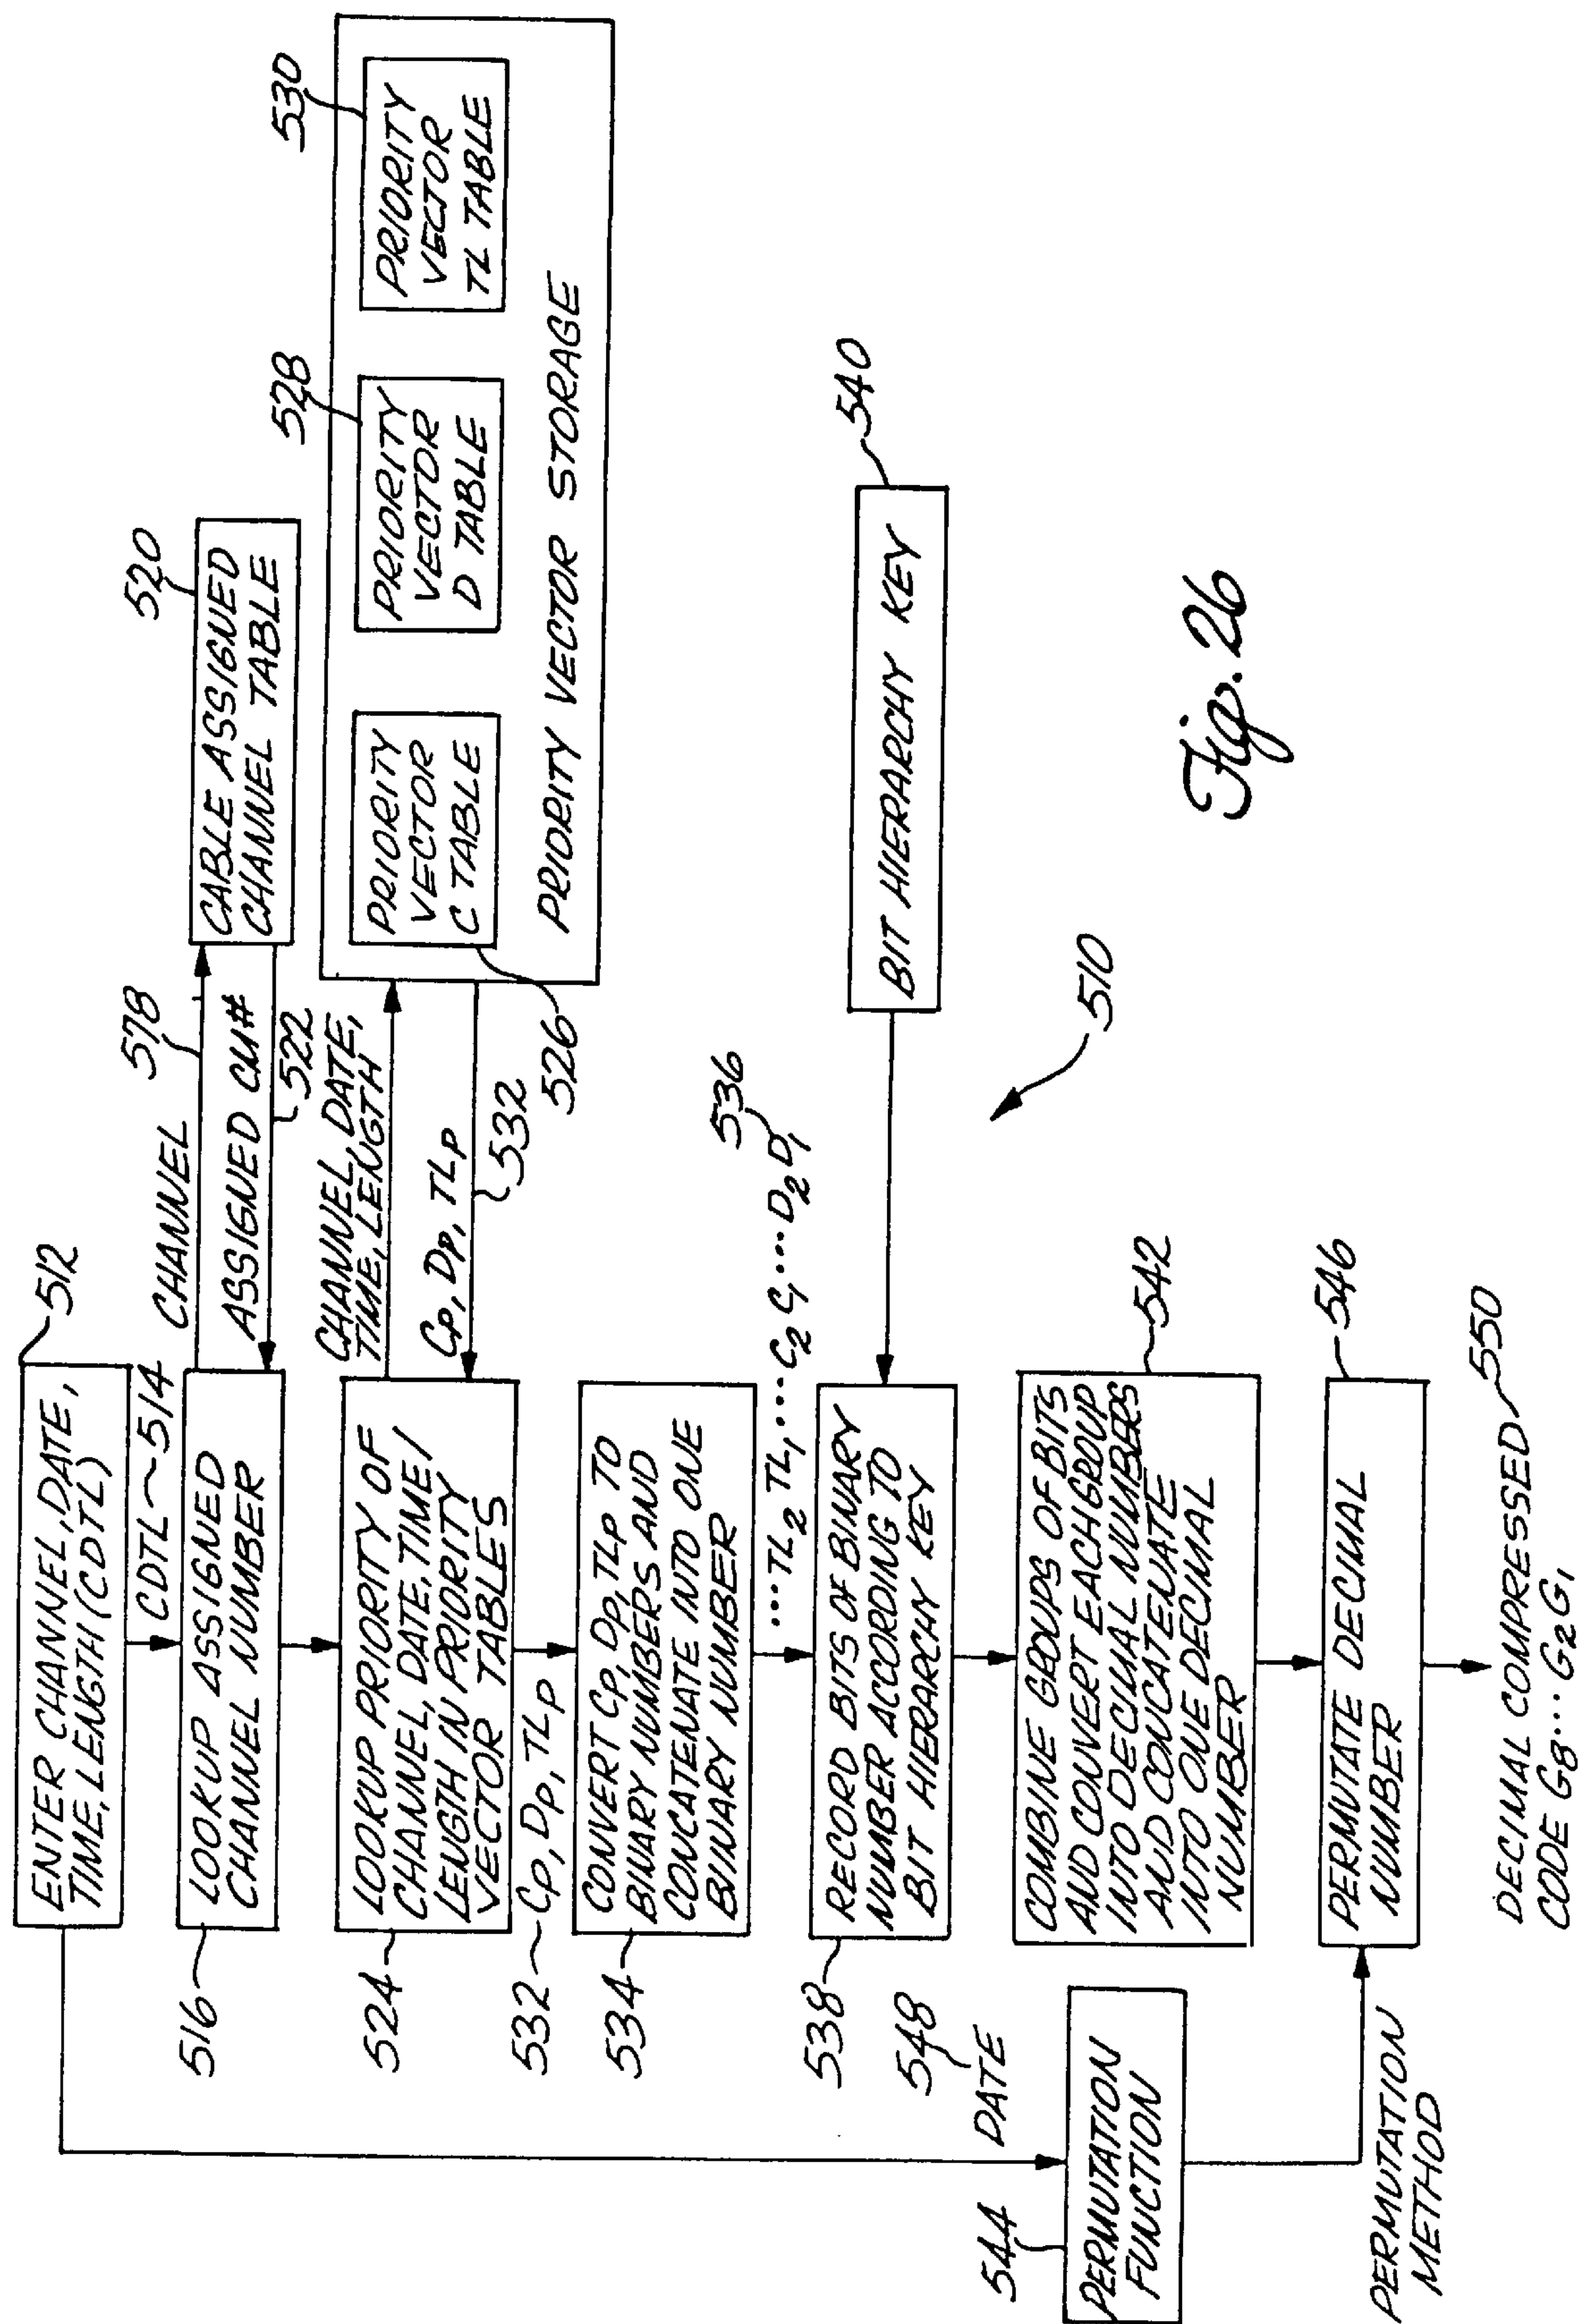 ENTER CHANNEL, DATE,
TIME, LENGTH (CDTL)
512
CDTL~514
LOOKUP ASSIGNED
CHANNEL NUMBER
516
CHANNEL
578
ASSIGNED CM#
522
CABLE ASSIGNED
CHANNEL TABLE
520
LOOKUP PRIORITY OF
CHANNEL, DATE, TIME/
LENGTH IN PRIORITY
VECTOR TABLES
524
CHANNEL, DATE,
TIME, LENGTH
Cp, Dp, TLp
532
526
PRIORITY
VECTOR
C TABLE
528
PRIORITY
VECTOR
D TABLE
530
PRIORITY
VECTOR
TL TABLE
PRIORITY VECTOR STORAGE
532~Cp, Dp, TLp
CONVERT Cp, Dp, TLp TO
BINARY NUMBERS AND
CONCATENATE INTO ONE
BINARY NUMBER
534
...TL2 TL1,...C2 C1...D2 D1
536
RECORD BITS OF BINARY
NUMBER ACCORDING TO
BIT HIERARCHY KEY
538
BIT HIERARCHY KEY
540
510
COMBINE GROUPS OF BITS
AND CONVERT EACH GROUP
INTO DECIMAL NUMBERS
AND CONCATENATE
INTO ONE DECIMAL
NUMBER
542
548
DATE
544
PERMUTATION
FUNCTION
PERMUTATION
METHOD
PERMUTATE DECIMAL
NUMBER
546
DECIMAL COMPRESSED
CODE G8...G2G1
550
Fig. 26